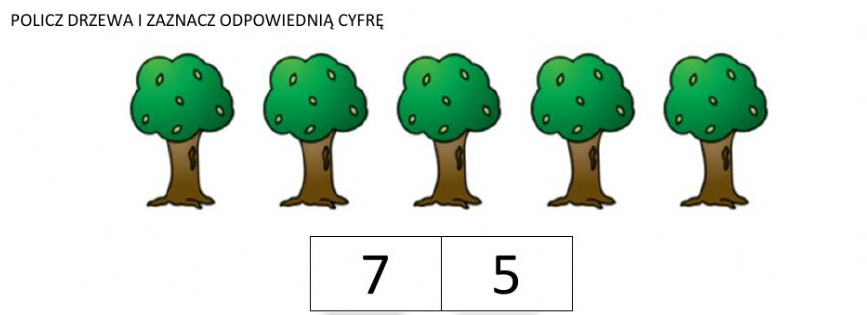 POLICZ DRZEWA I ZAZNACZ ODPOWIEDNIĄ CYFRĘ
7 5